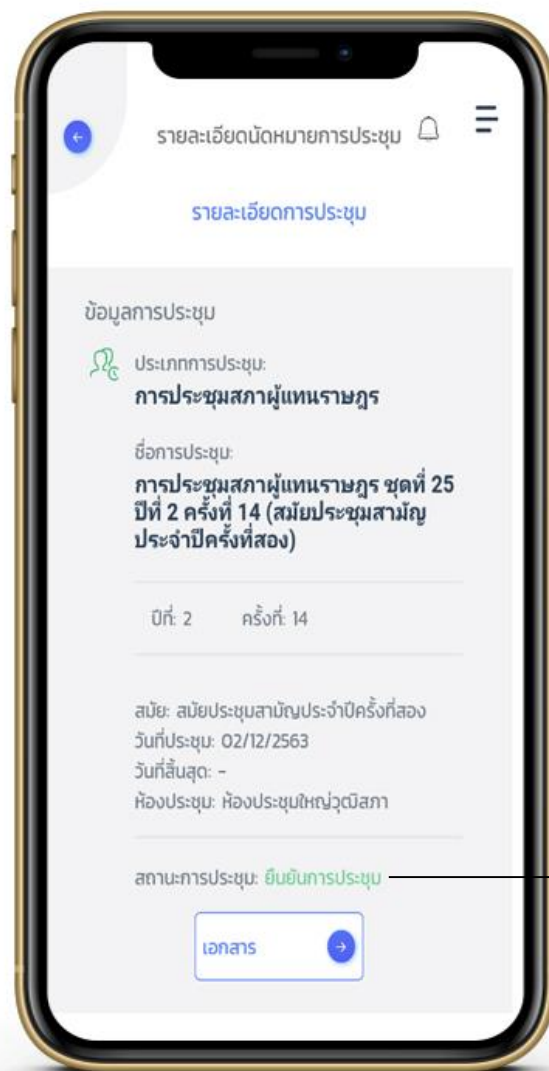 รายละเอียดนัดหมายการประชุม
รายละเอียดการประชุม
ข้อมูลการประชุม
ประเภทการประชุม:
การประชุมสภาผู้แทนราษฎร
ชื่อการประชุม:
การประชุมสภาผู้แทนราษฎร ชุดที่ 25
ปีที่ 2 ครั้งที่ 14 (สมัยประชุมสามัญ
ประจำปีครั้งที่สอง)
ปีที่: 2 ครั้งที่: 14
สมัย: สมัยประชุมสามัญประจำปีครั้งที่สอง
วันที่ประชุม: 02/12/2563
วันที่สิ้นสุด: -
ห้องประชุม: ห้องประชุมใหญ่วุฒิสภา
สถานะการประชุม: ยืนยันการประชุม
เอกสาร